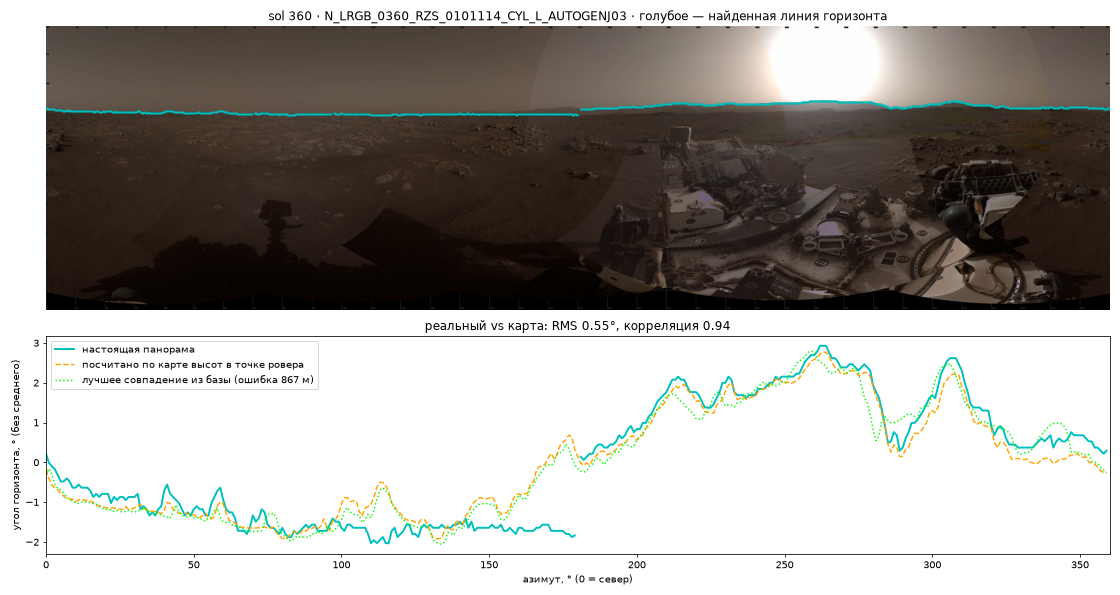 sol 360 · N_LRGB_0360_RZS_0101114_CYL_L_AUTOGENJ03 · голубое — найденная линия горизонта
реальный vs карта: RMS 0.55°, корреляция 0.94
настоящая панорама
посчитано по карте высот в точке ровера
лучшее совпадение из базы (ошибка 867 м)
угол горизонта, ° (без среднего)
3
2
1
0
−1
−2
0 50 100 150 200 250 300 350
азимут, ° (0 = север)